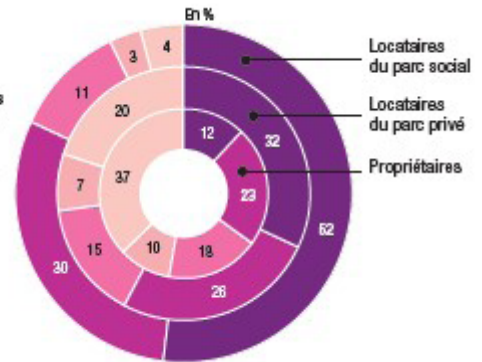 En %
Locataires
du parc social
Locataires
du parc privé
Propriétaires
4
3
11
20
12
32
7
37
23
10
18
15
26
30
52